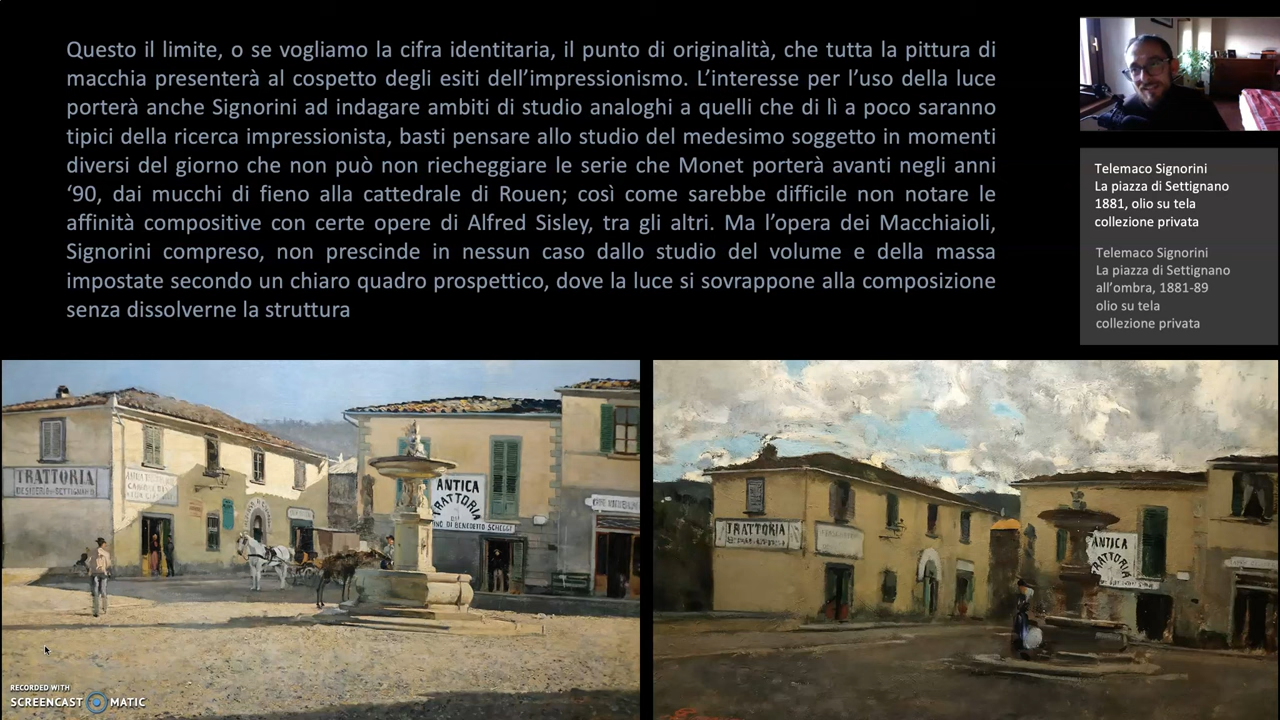 Questo il limite, o se vogliamo la cifra identitaria, il punto di originalità, che tutta la pittura di
macchia presenterà al cospetto degli esiti dell’impressionismo. L’interesse per l’uso della luce
porterà anche Signorini ad indagare ambiti di studio analoghi a quelli che di lì a poco saranno
tipici della ricerca impressionista, basti pensare allo studio del medesimo soggetto in momenti
diversi del giorno che non può non riecheggiare le serie che Monet porterà avanti negli anni
‘90, dai mucchi di fieno alla cattedrale di Rouen; così come sarebbe difficile non notare le
affinità compositive con certe opere di Alfred Sisley, tra gli altri. Ma l’opera dei Macchiaioli,
Signorini compreso, non prescinde in nessun caso dallo studio del volume e della massa
impostate secondo un chiaro quadro prospettico, dove la luce si sovrappone alla composizione
senza dissolverne la struttura
Telemaco Signorini
La piazza di Settignano
1881, olio su tela
collezione privata
Telemaco Signorini
La piazza di Settignano
all’ombra, 1881-89
olio su tela
collezione privata
TRATTORIA
ANTICA
TRATTORIA
DI
DI BENEDETTO SCHEGGI
TRATTORIA
ANTICA
TRATTORIA
RECORDED WITH
SCREENCAST MATIC